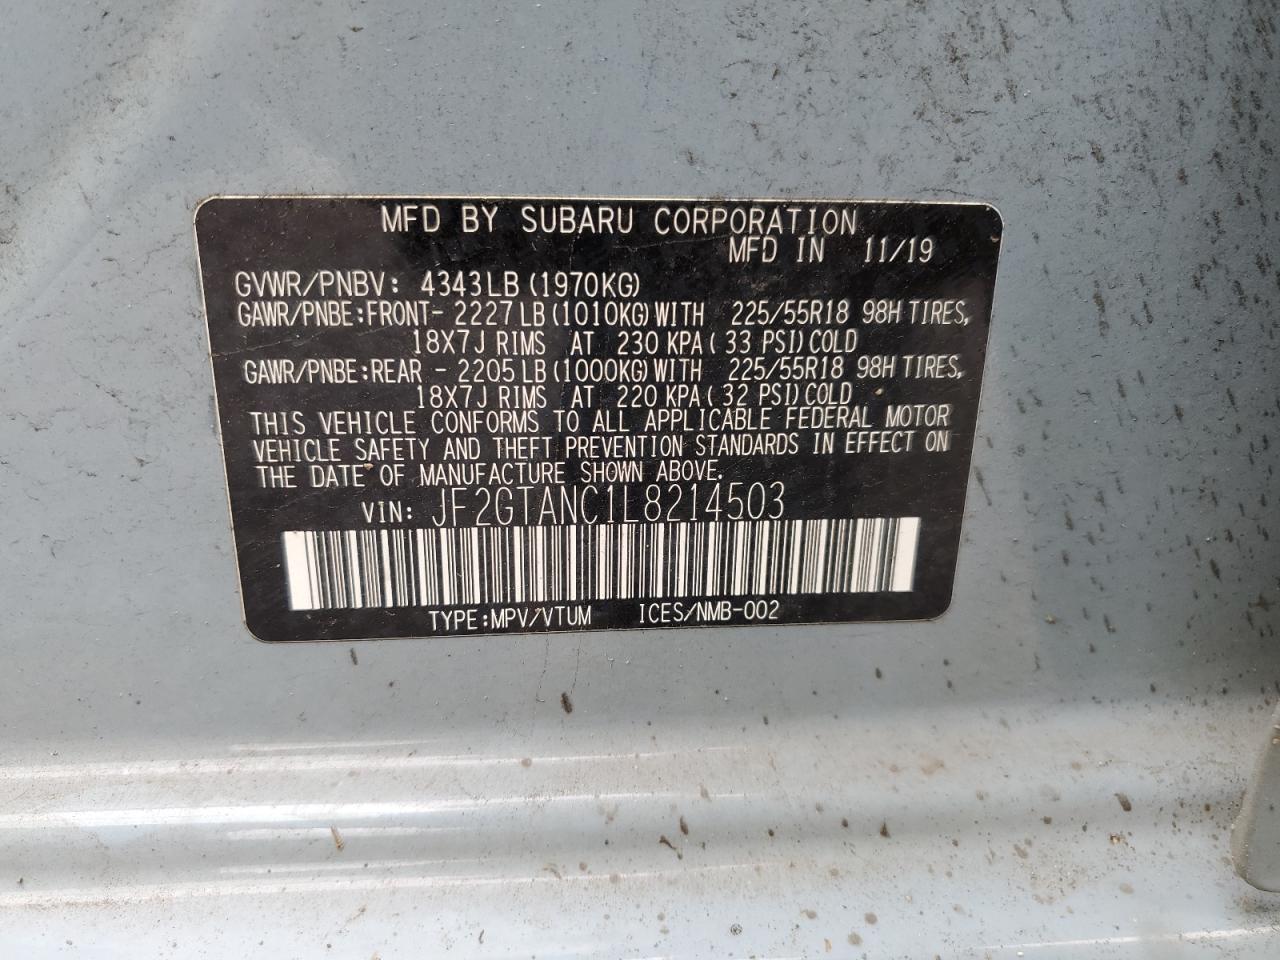 MFD BY SUBARU CORPORATION
MFD IN 11/19
GVWR/PNBV: 4343LB (1970KG)
GAWR/PNBE:FRONT- 2227LB (1010KG) WITH 225/55R18 98H TIRES,
18X7J RIMS AT 230 KPA ( 33 PSI) COLD
GAWR/PNBE:REAR - 2205LB (1000KG) WITH 225/55R18 98H TIRES,
18X7J RIMS AT 220 KPA ( 32 PSI) COLD
THIS VEHICLE CONFORMS TO ALL APPLICABLE FEDERAL MOTOR
VEHICLE SAFETY AND THEFT PREVENTION STANDARDS IN EFFECT ON
THE DATE OF MANUFACTURE SHOWN ABOVE.
VIN: JF2GTANC1L8214503
TYPE:MPV/VTUM ICES/NMB-002